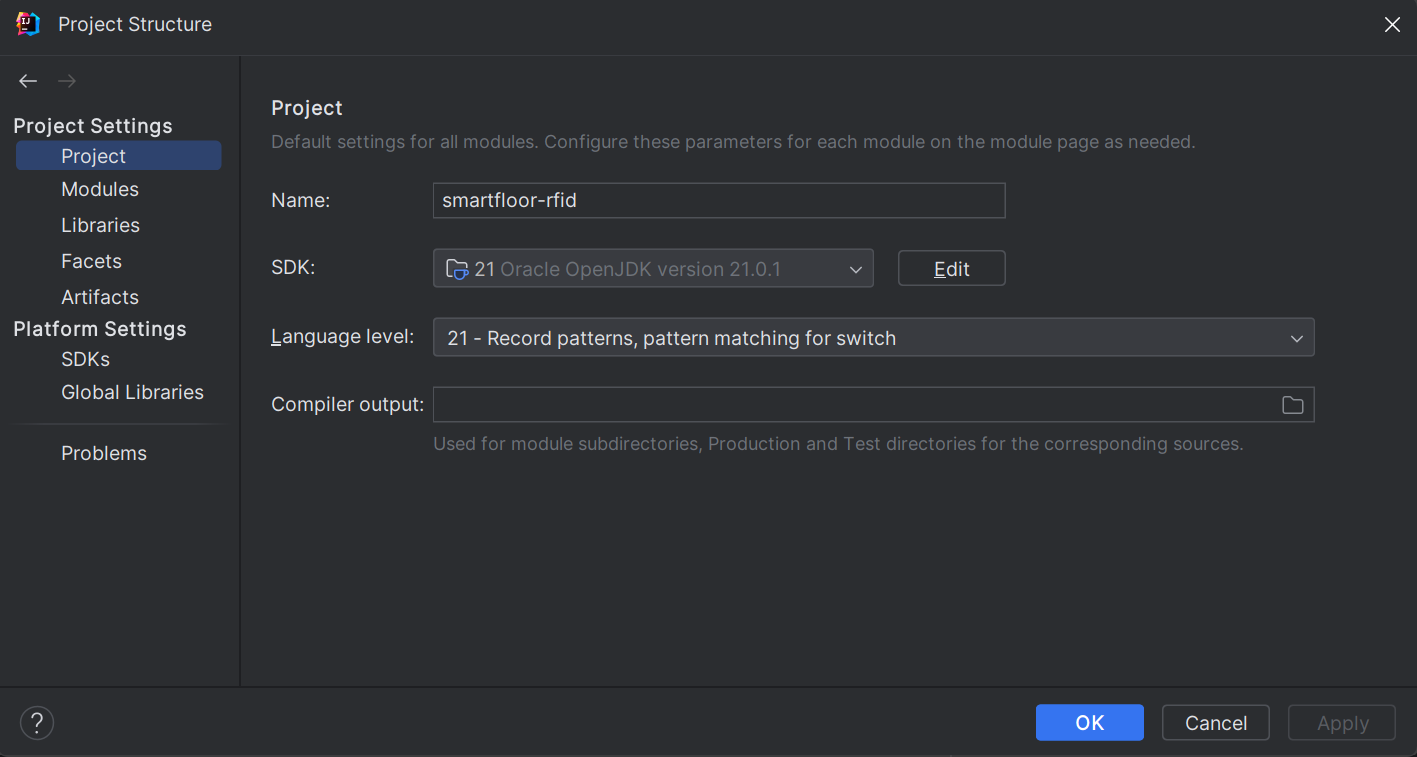 Project Structure
Project Settings
Project
Modules
Libraries
Facets
Artifacts
Platform Settings
SDKs
Global Libraries
Problems
Project
Default settings for all modules. Configure these parameters for each module on the module page as needed.
Name: smartfloor-rfid
SDK: 21 Oracle OpenJDK version 21.0.1 Edit
Language level: 21 - Record patterns, pattern matching for switch
Compiler output:
Used for module subdirectories, Production and Test directories for the corresponding sources.
? OK Cancel Apply